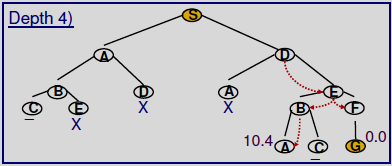 Depth 4)
S
A D
B D A E
C E B F
X X X
10.4 A C G 0.0